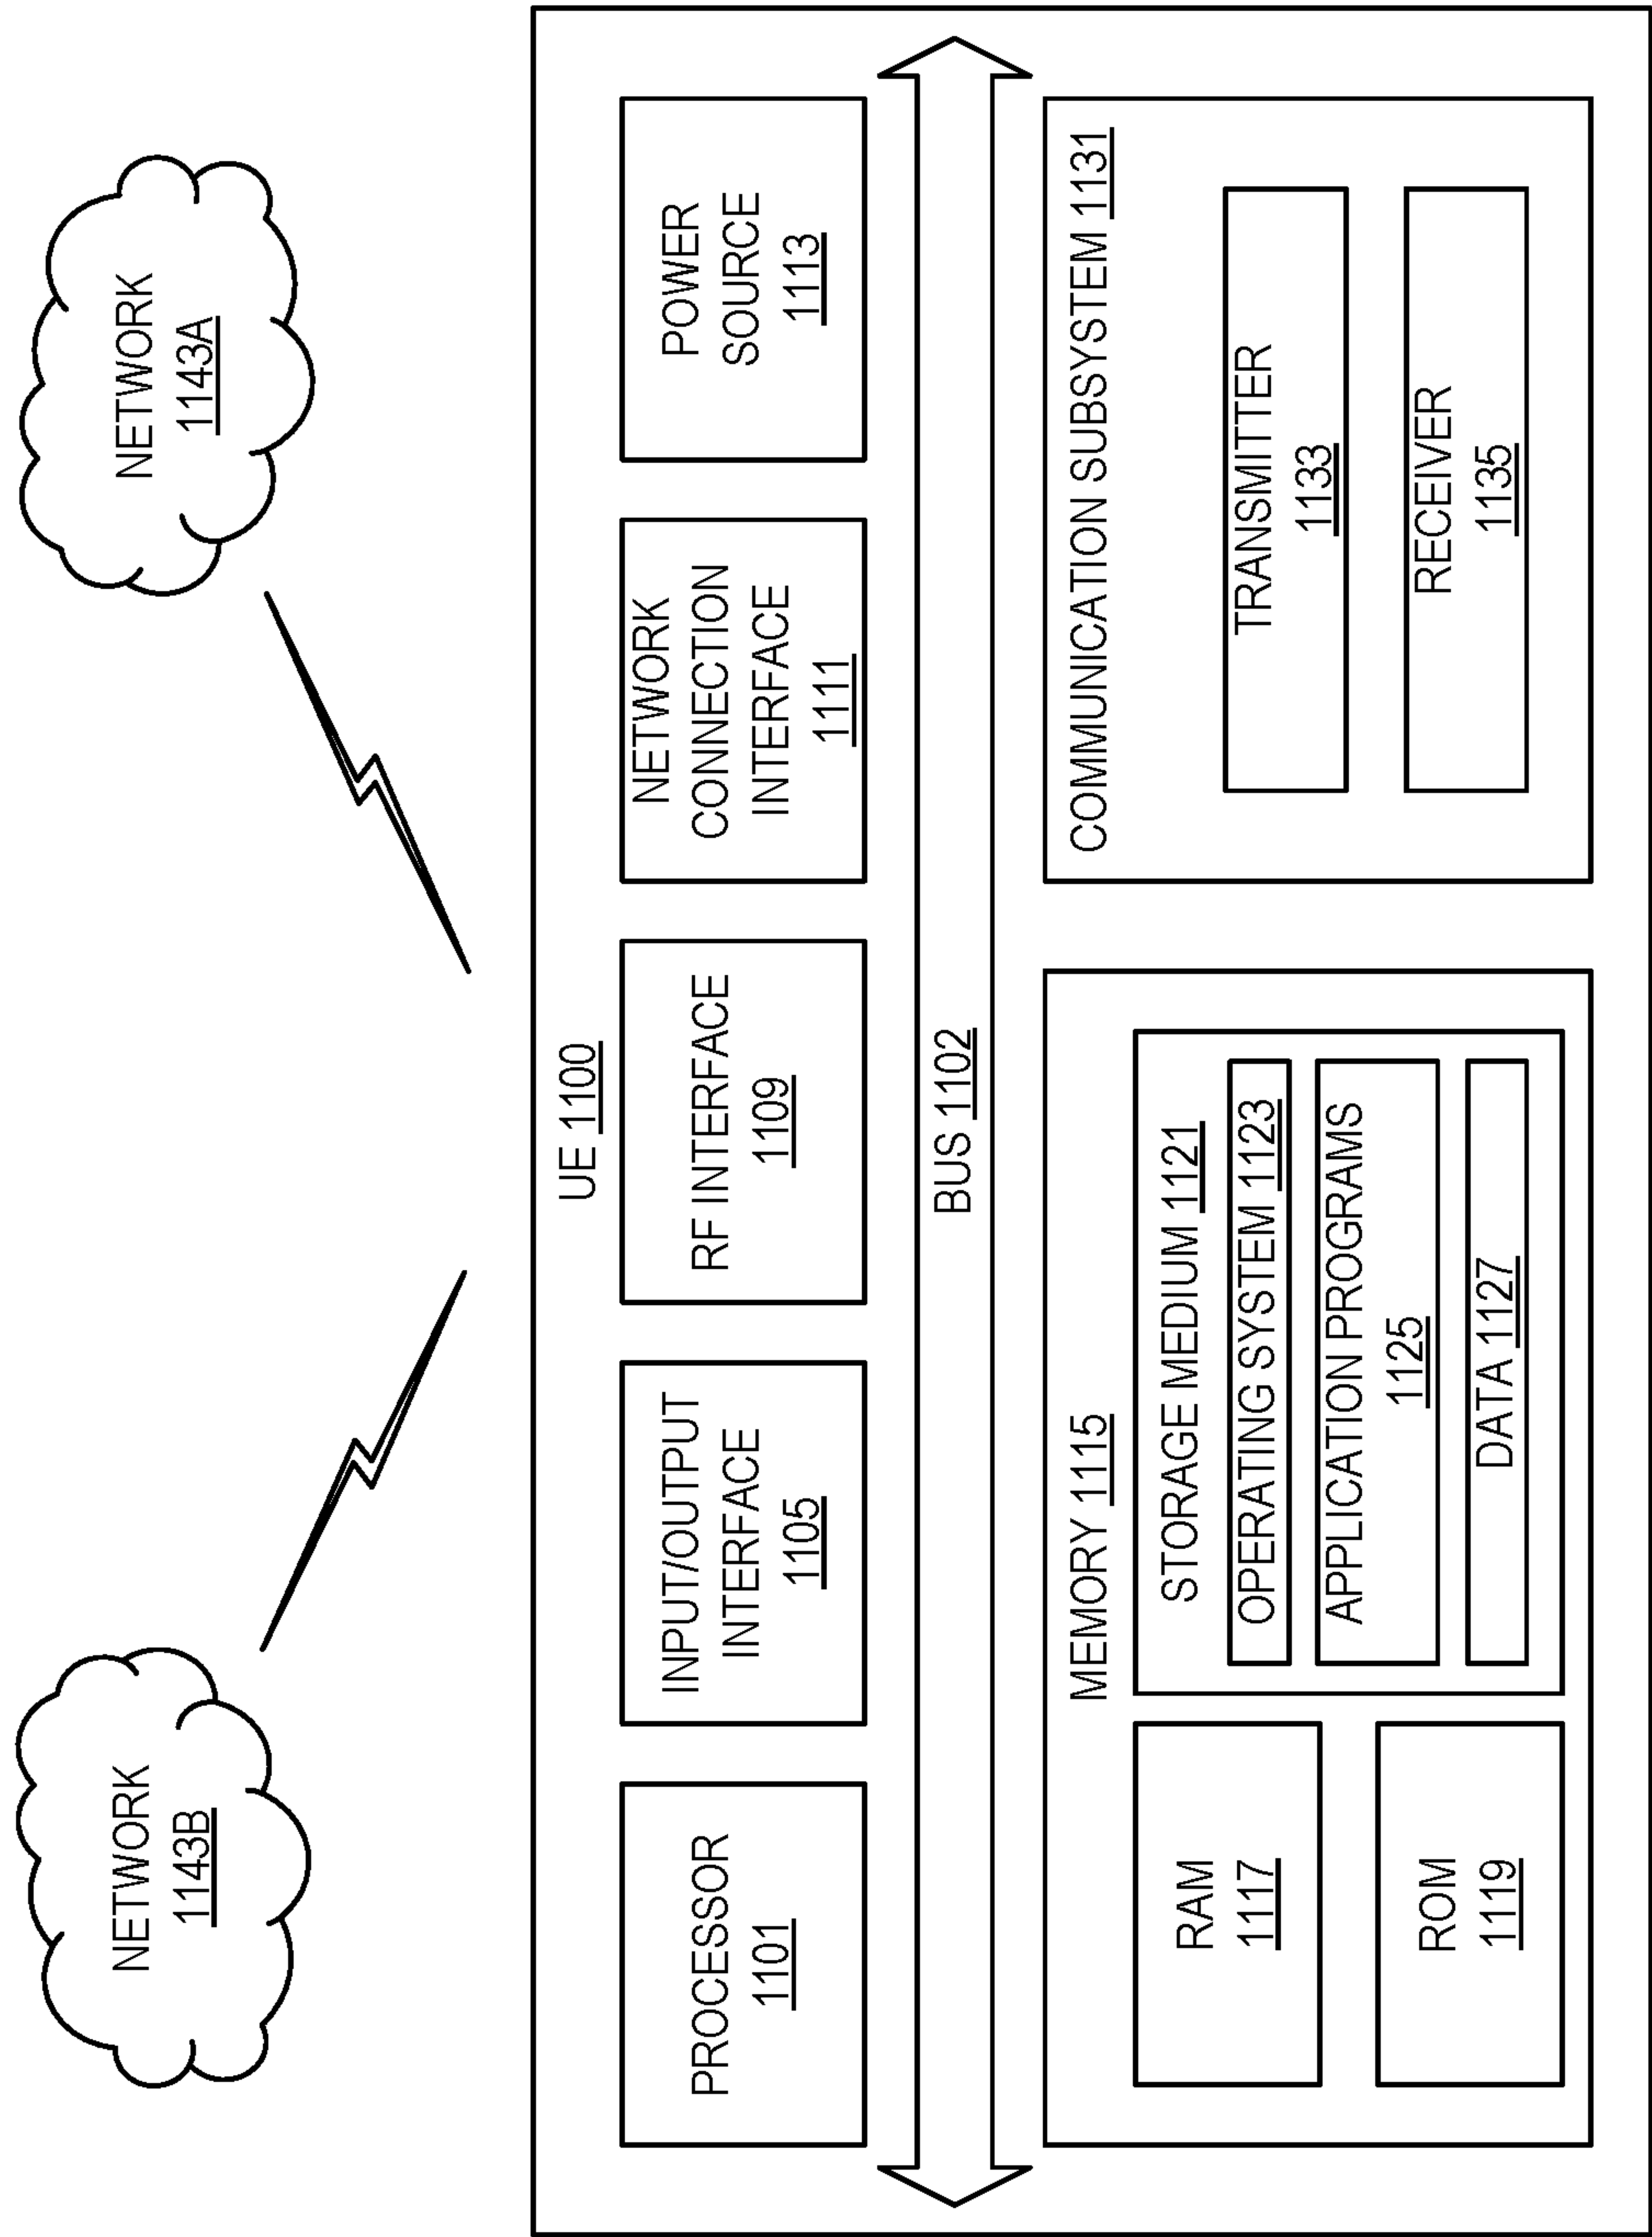 NETWORK
1143B
NETWORK
1143A
UE 1100
PROCESSOR
1101
INPUT/OUTPUT
INTERFACE
1105
RF INTERFACE
1109
NETWORK
CONNECTION
INTERFACE
1111
POWER
SOURCE
1113
BUS 1102
MEMORY 1115
RAM
1117
ROM
1119
STORAGE MEDIUM 1121
OPERATING SYSTEM 1123
APPLICATION PROGRAMS
1125
DATA 1127
COMMUNICATION SUBSYSTEM 1131
TRANSMITTER
1133
RECEIVER
1135